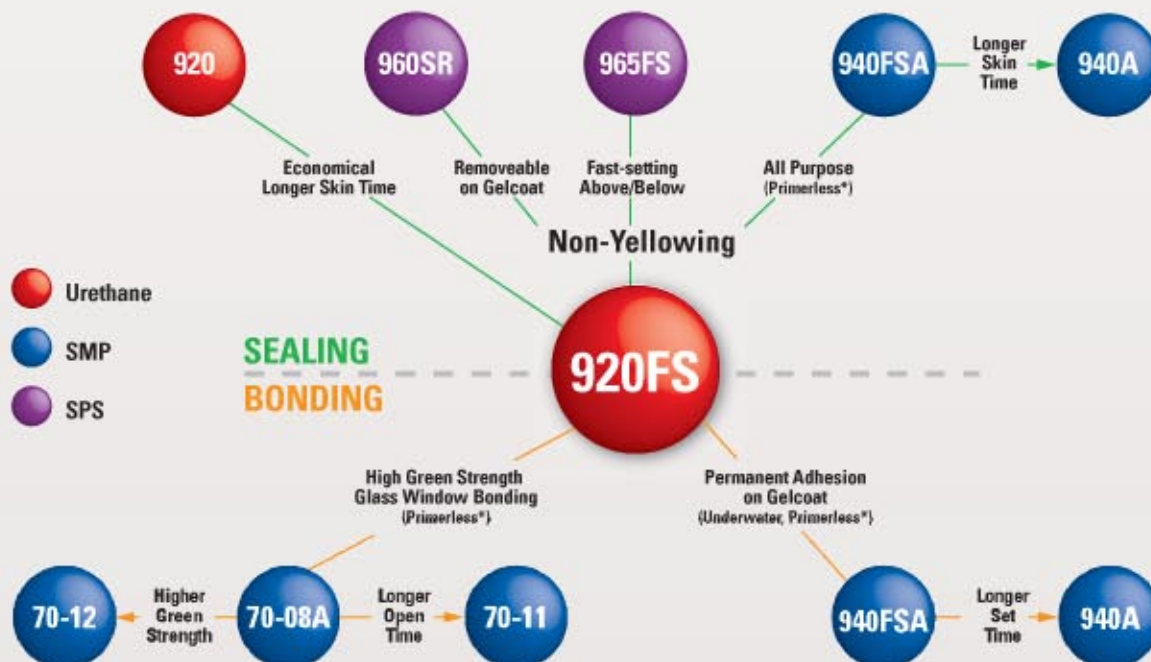 920
960SR
965FS
940FSA
Longer
Skin
Time
940A
Economical
Longer Skin Time
Removeable
on Gelcoat
Fast-setting
Above/Below
All Purpose
(Primerless*)
Non-Yellowing
Urethane
SMP
SPS
SEALING
BONDING
920FS
High Green Strength
Glass Window Bonding
(Primerless*)
Permanent Adhesion
on Gelcoat
(Underwater, Primerless*)
70-12
Higher
Green
Strength
70-08A
Longer
Open
Time
70-11
940FSA
Longer
Set
Time
940A